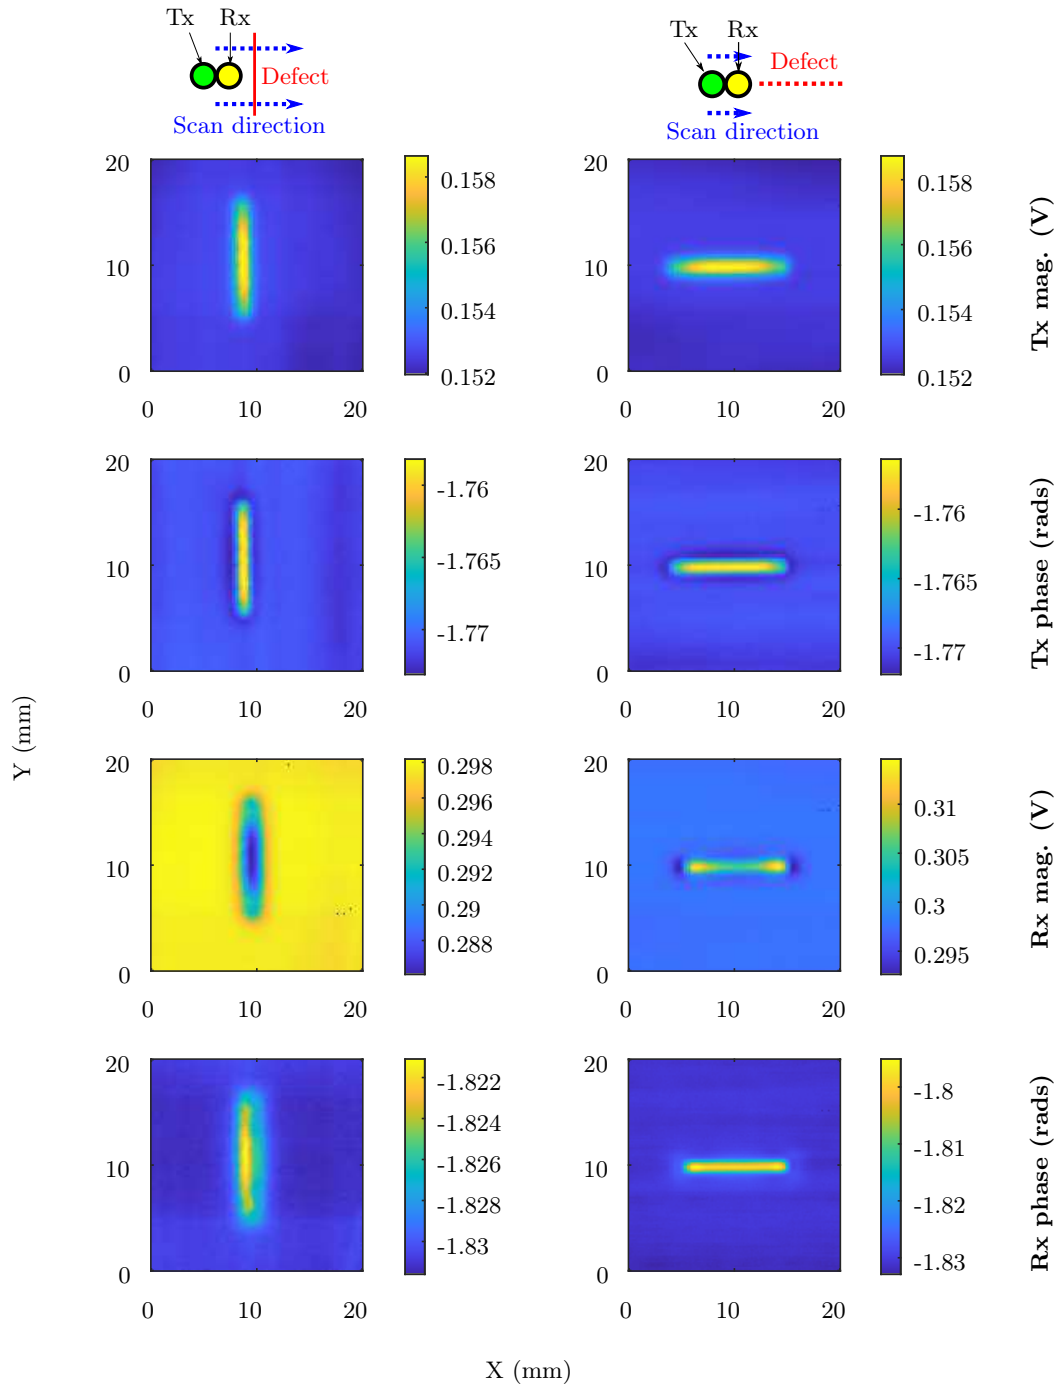 Tx Rx
Defect
Scan direction
Tx Rx
Defect
Scan direction
20
10
0
0 10 20
0.158
0.156
0.154
0.152
20
10
0
0 10 20
0.158
0.156
0.154
0.152
Tx mag. (V)
20
10
0
0 10 20
-1.76
-1.765
-1.77
20
10
0
0 10 20
-1.76
-1.765
-1.77
Tx phase (rads)
Y (mm)
20
10
0
0 10 20
0.298
0.296
0.294
0.292
0.29
0.288
20
10
0
0 10 20
0.31
0.305
0.3
0.295
Rx mag. (V)
20
10
0
0 10 20
-1.822
-1.824
-1.826
-1.828
-1.83
20
10
0
0 10 20
-1.8
-1.81
-1.82
-1.83
Rx phase (rads)
X (mm)